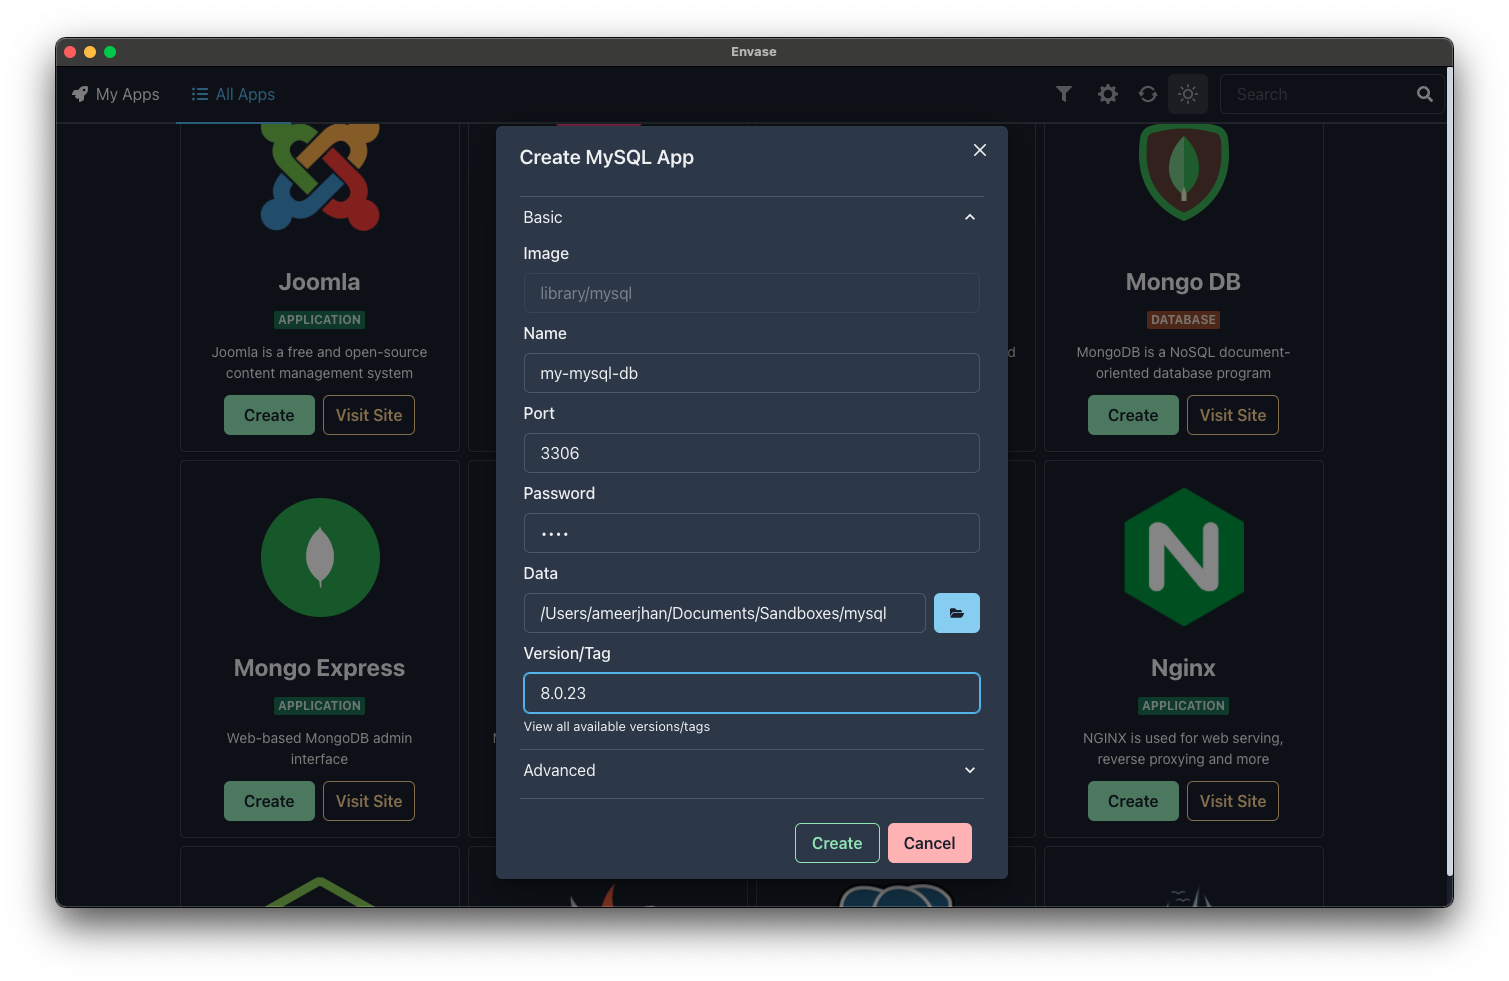 Envase
My Apps
All Apps
Search
Create MySQL App
Basic
Image
library/mysql
Name
my-mysql-db
Port
3306
Password
••••
Data
/Users/ameerjhan/Documents/Sandboxes/mysql
Version/Tag
8.0.23
View all available versions/tags
Advanced
Create
Cancel
Joomla
APPLICATION
Joomla is a free and open-source
content management system
Create
Visit Site
d
Mongo DB
DATABASE
MongoDB is a NoSQL document-
oriented database program
Create
Visit Site
Mongo Express
APPLICATION
Web-based MongoDB admin
interface
Create
Visit Site
N
Nginx
APPLICATION
NGINX is used for web serving,
reverse proxying and more
Create
Visit Site